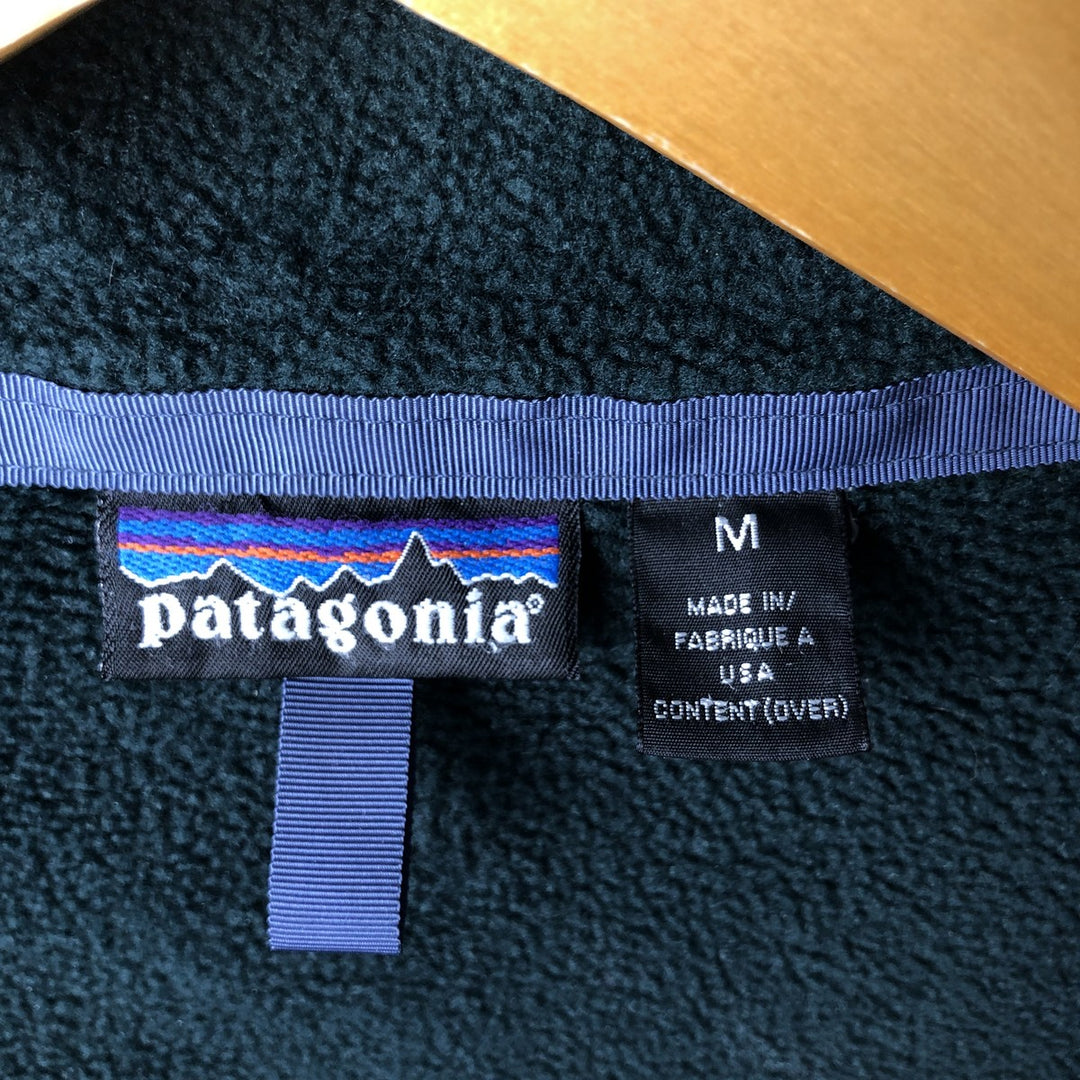 patagonia®
M
MADE IN/
FABRIQUE A
USA
CONTENT (OVER)